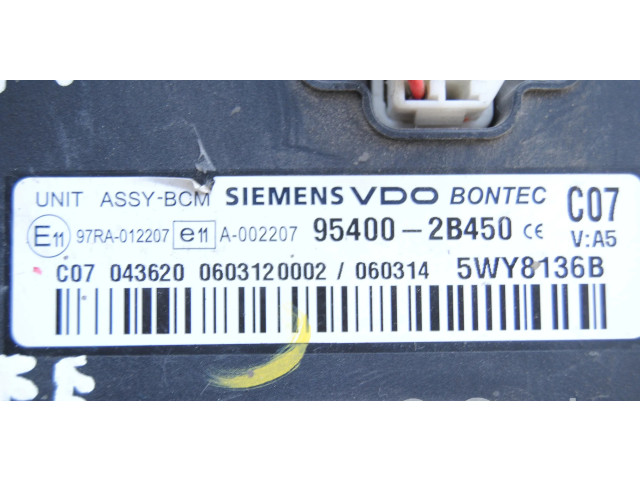 UNIT ASSY-BCM SIEMENS VDO BONTEC C07
E11 97RA-012207 e11 A-002207 95400-2B450 CE V:A5
C07 043620 0603120002 / 060314 5WY8136B